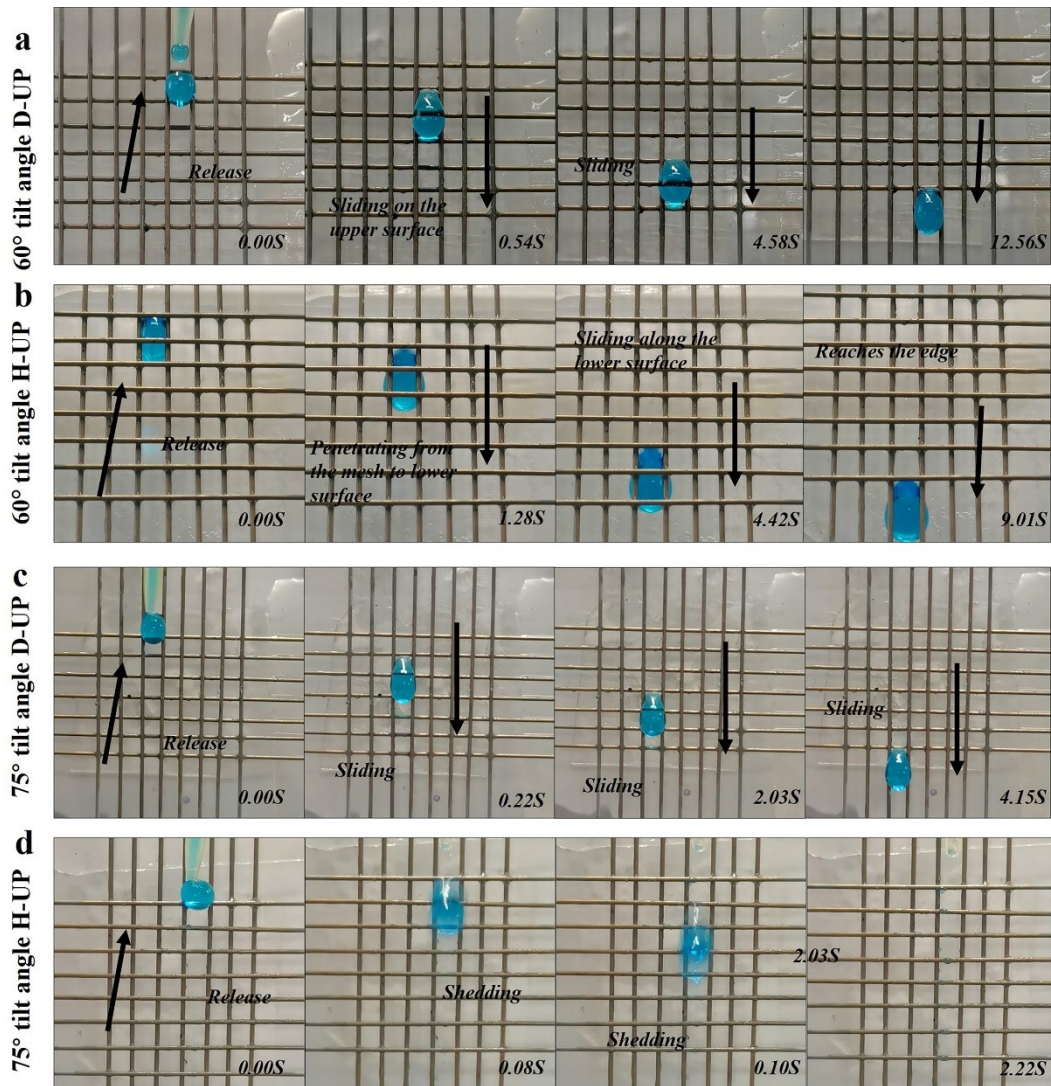 a
60° tilt angle D-UP
Release
0.00S
Sliding on the
upper surface
0.54S
Sliding
4.58S
12.56S
b
60° tilt angle H-UP
Release
0.00S
Penetrating from
the mesh to lower
surface
1.28S
Sliding along the
lower surface
4.42S
Reaches the edge
9.01S
c
75° tilt angle D-UP
Release
0.00S
Sliding
0.22S
Sliding
2.03S
Sliding
4.15S
d
75° tilt angle H-UP
Release
0.00S
Shedding
0.08S
Shedding
0.10S
2.03S
2.22S